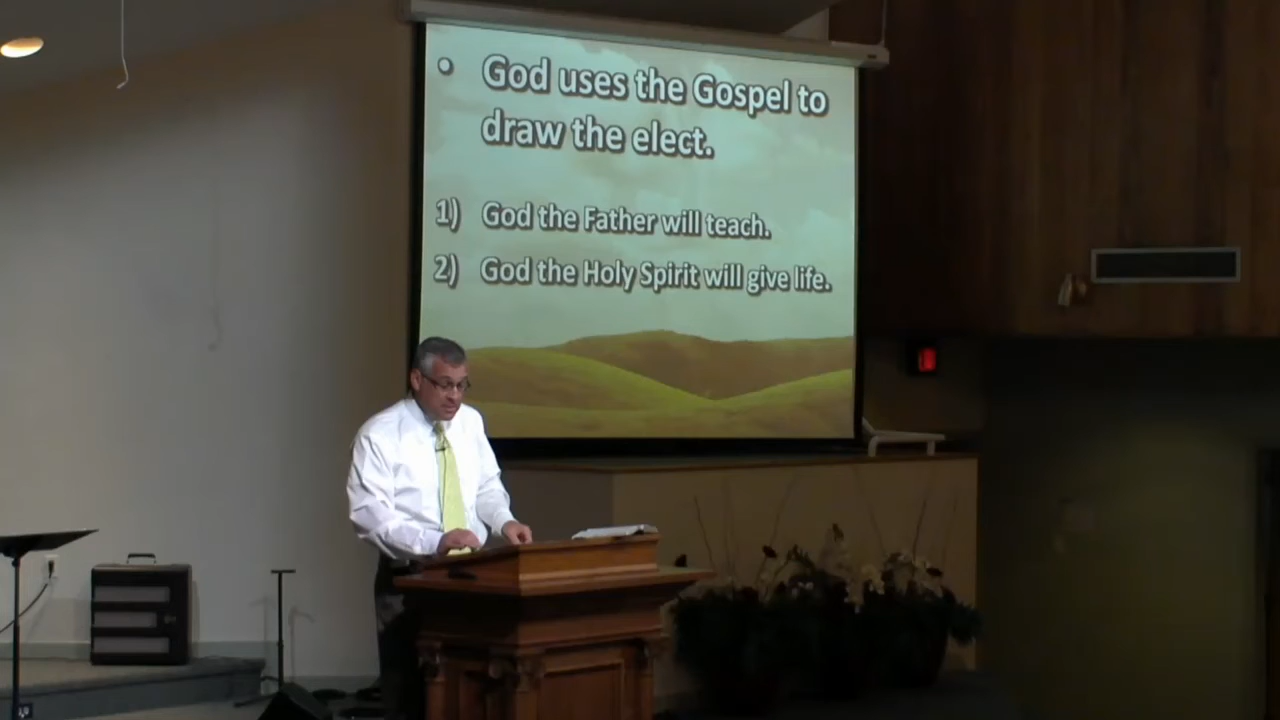 • God uses the Gospel to
draw the elect.
1) God the Father will teach.
2) God the Holy Spirit will give life.